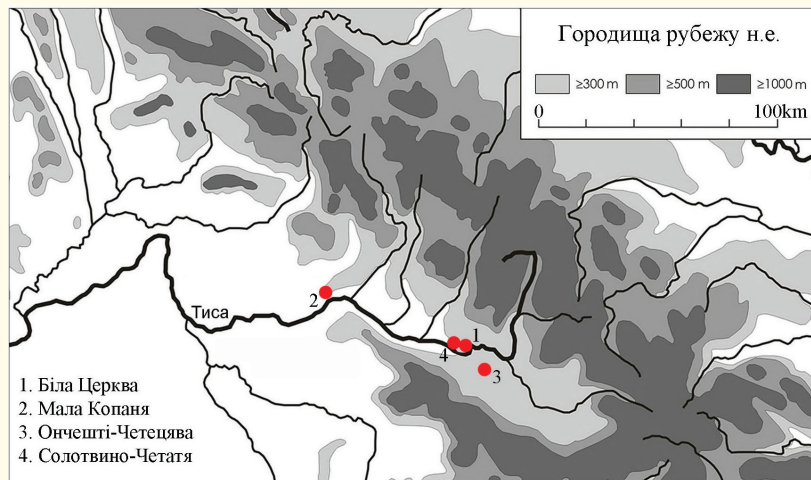 Городища рубежу н.е.
≥300 m ≥500 m ≥1000 m
0 100km
Тиса
2
1
4
3
1. Біла Церква
2. Мала Копаня
3. Ончешті-Четецява
4. Солотвино-Четатя